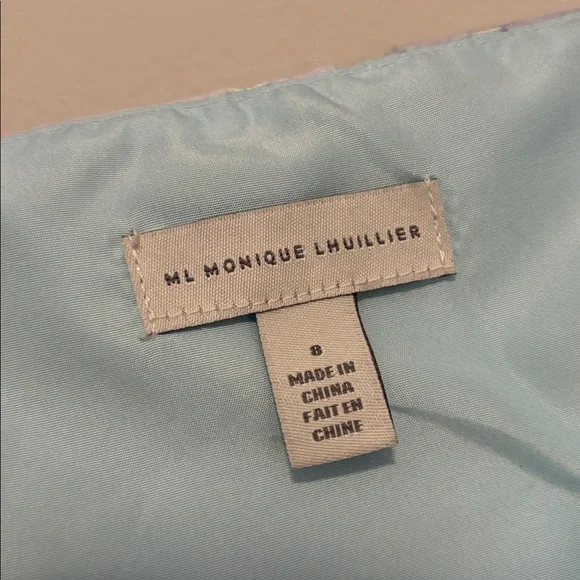 ML MONIQUE LHUILLIER
8
MADE IN
CHINA
FAIT EN
CHINE